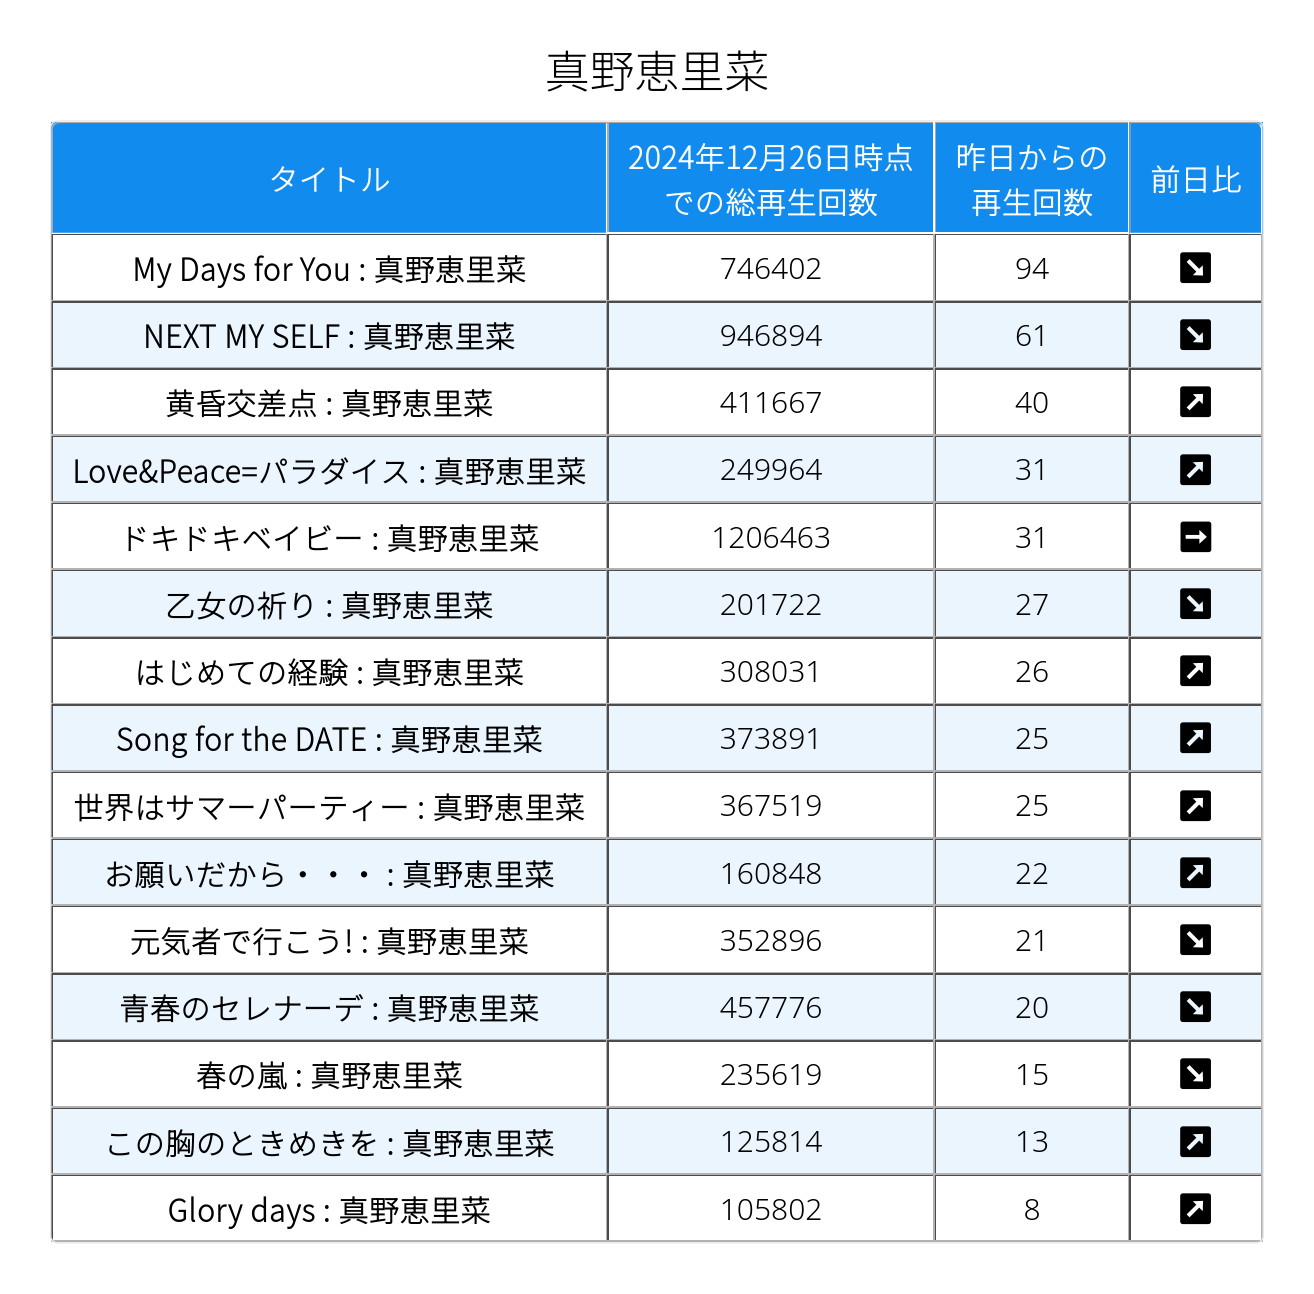 真野恵里菜
タイトル 2024年12月26日時点での総再生回数 昨日からの再生回数 前日比
My Days for You : 真野恵里菜 746402 94 ↘
NEXT MY SELF : 真野恵里菜 946894 61 ↘
黄昏交差点 : 真野恵里菜 411667 40 ↗
Love&Peace=パラダイス : 真野恵里菜 249964 31 ↗
ドキドキベイビー : 真野恵里菜 1206463 31 →
乙女の祈り : 真野恵里菜 201722 27 ↘
はじめての経験 : 真野恵里菜 308031 26 ↗
Song for the DATE : 真野恵里菜 373891 25 ↗
世界はサマーパーティー : 真野恵里菜 367519 25 ↗
お願いだから・・・ : 真野恵里菜 160848 22 ↗
元気者で行こう! : 真野恵里菜 352896 21 ↘
青春のセレナーデ : 真野恵里菜 457776 20 ↘
春の嵐 : 真野恵里菜 235619 15 ↘
この胸のときめきを : 真野恵里菜 125814 13 ↗
Glory days : 真野恵里菜 105802 8 ↗